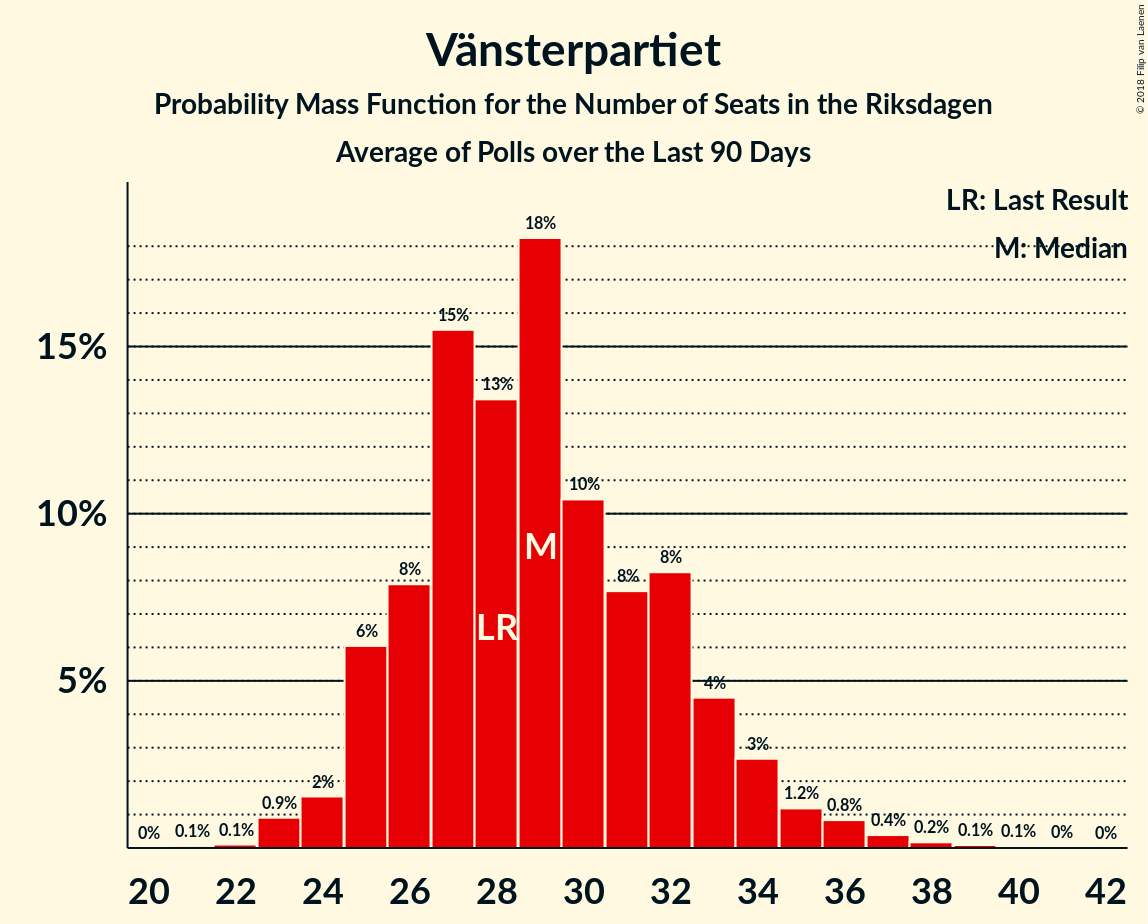 Vänsterpartiet
Probability Mass Function for the Number of Seats in the Riksdagen
Average of Polls over the Last 90 Days
© 2018 Filip van Laenen
LR: Last Result
M: Median
15%
10%
5%
0%
0.1%
0.1%
0.9%
2%
6%
8%
15%
13%
18%
10%
8%
8%
4%
3%
1.2%
0.8%
0.4%
0.2%
0.1%
0.1%
0%
0%
LR
M
20 22 24 26 28 30 32 34 36 38 40 42